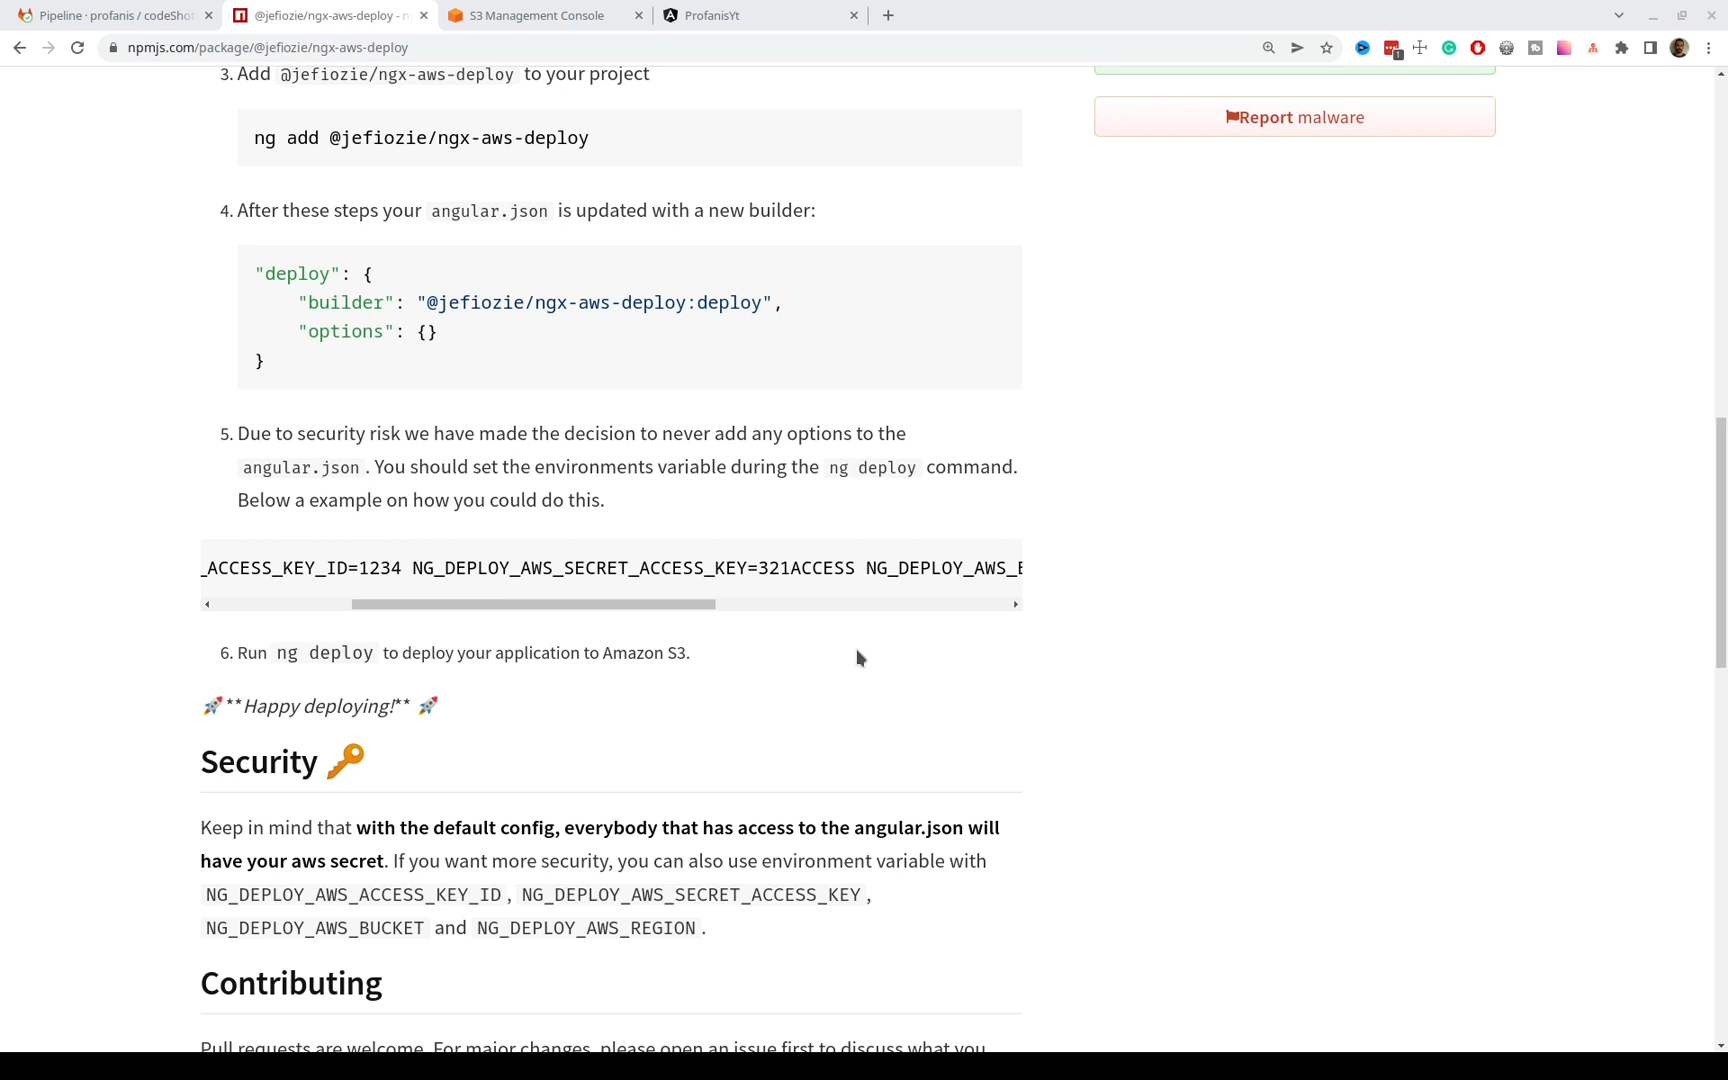 Pipeline · profanis / codeShot
@jefiozie/ngx-aws-deploy - n
S3 Management Console
ProfanisYt
npmjs.com/package/@jefiozie/ngx-aws-deploy
1
3. Add @jefiozie/ngx-aws-deploy to your project
Report malware
ng add @jefiozie/ngx-aws-deploy
4. After these steps your angular.json is updated with a new builder:
"deploy": {
"builder": "@jefiozie/ngx-aws-deploy:deploy",
"options": {}
}
5. Due to security risk we have made the decision to never add any options to the
angular.json. You should set the environments variable during the ng deploy command.
Below a example on how you could do this.
_ACCESS_KEY_ID=1234 NG_DEPLOY_AWS_SECRET_ACCESS_KEY=321ACCESS NG_DEPLOY_AWS_
6. Run ng deploy to deploy your application to Amazon S3.
🚀**Happy deploying!** 🚀
Security 🔑
Keep in mind that with the default config, everybody that has access to the angular.json will
have your aws secret. If you want more security, you can also use environment variable with
NG_DEPLOY_AWS_ACCESS_KEY_ID, NG_DEPLOY_AWS_SECRET_ACCESS_KEY,
NG_DEPLOY_AWS_BUCKET and NG_DEPLOY_AWS_REGION.
Contributing
Pull requests are welcome. For major changes, please open an issue first to discuss what you